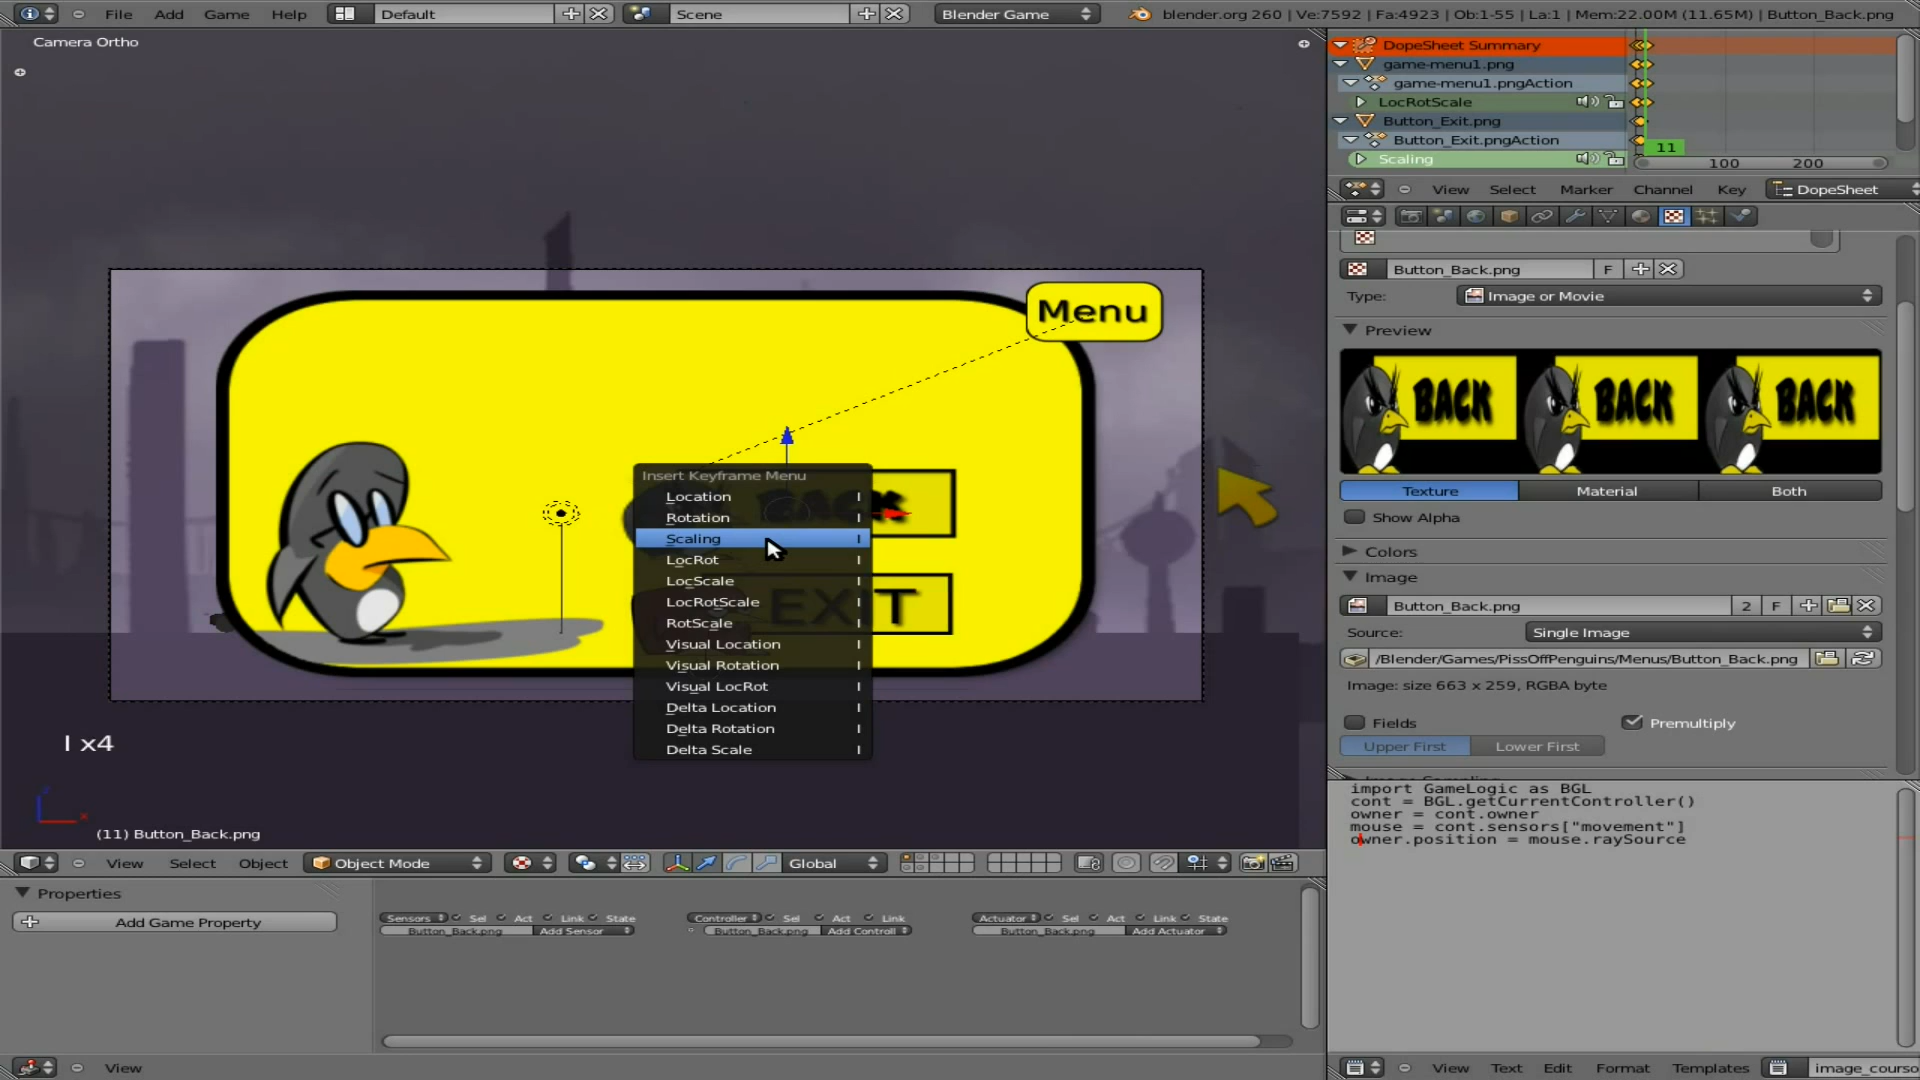 File Add Game Help Default Scene Blender Game blender.org 260 | Ve:7592 | Fa:4923 | Ob:1-55 | La:1 | Mem:22.00M (11.65M) | Button_Back.png
Camera Ortho
DopeSheet Summary
game-menu1.png
game-menu1.pngAction
LocRotScale
Button_Exit.png
Button_Exit.pngAction
Scaling
11
100 200
View Select Marker Channel Key DopeSheet
Button_Back.png F
Type: Image or Movie
Preview
BACK BACK BACK
Texture Material Both
Show Alpha
Colors
Image
Button_Back.png 2 F
Source: Single Image
/Blender/Games/PissOffPenguins/Menus/Button_Back.png
Image: size 663 x 259, RGBA byte
Fields Premultiply
Upper First Lower First
Image Sampling
Menu
BACK
EXIT
Insert Keyframe Menu
Location I
Rotation I
Scaling I
LocRot I
LocScale I
LocRotScale I
RotScale I
Visual Location I
Visual Rotation I
Visual LocRot I
Delta Location I
Delta Rotation I
Delta Scale I
I x4
(11) Button_Back.png
View Select Object Object Mode Global
import GameLogic as BGL
cont = BGL.getCurrentController()
owner = cont.owner
mouse = cont.sensors["movement"]
owner.position = mouse.raySource
Properties
Add Game Property
Sensors Sel Act Link State
Button_Back.png Add Sensor
Controller Sel Act Link
Button_Back.png Add Controll
Actuator Sel Act Link State
Button_Back.png Add Actuator
View
View Text Edit Format Templates image_courso